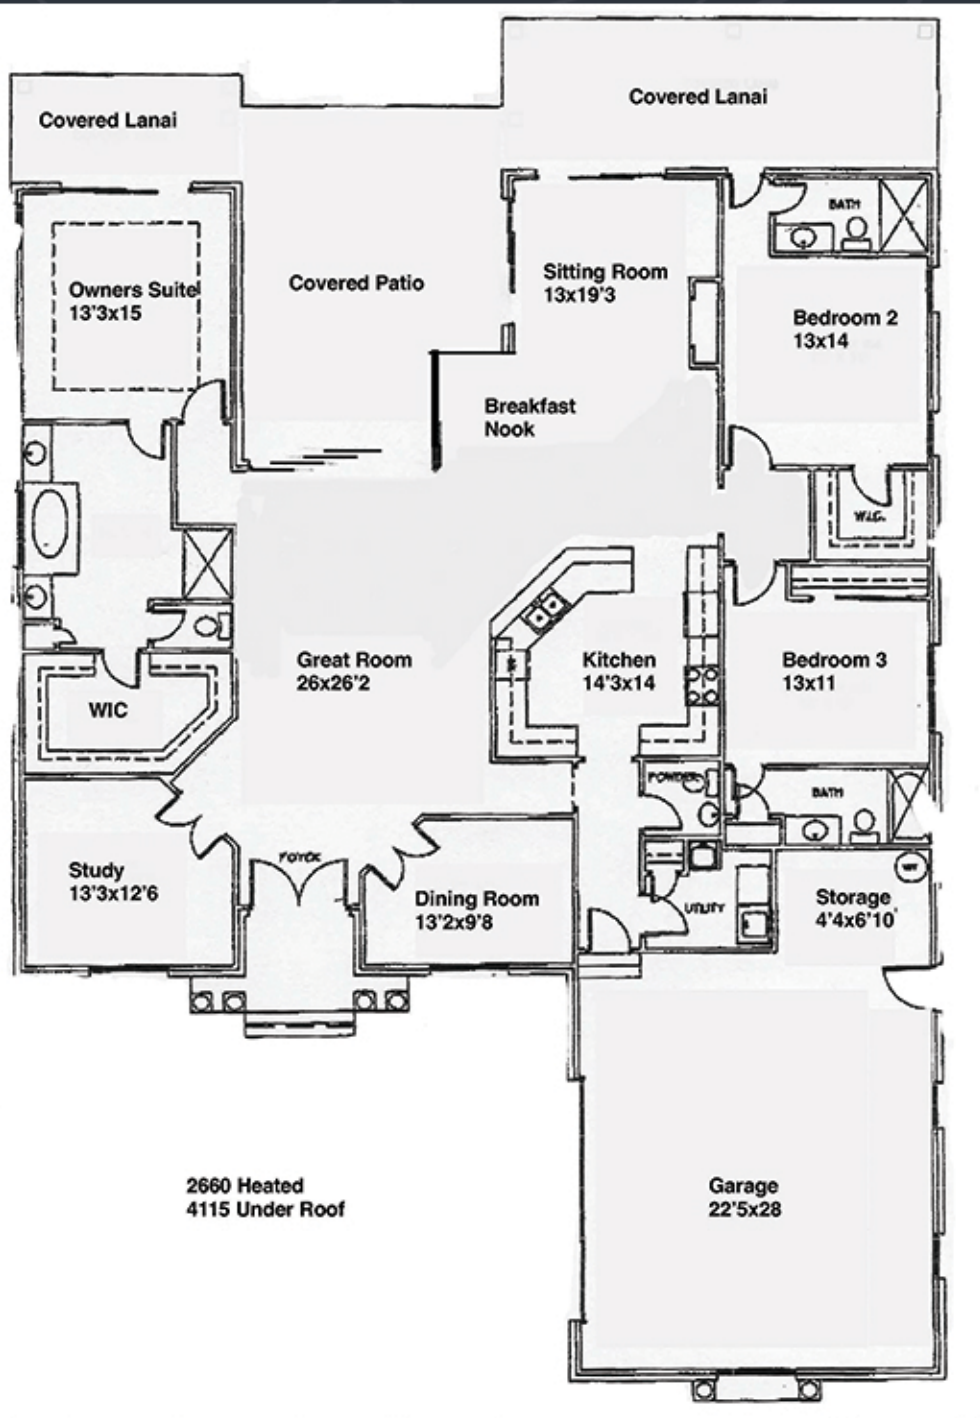 Covered Lanai
Covered Lanai
BATH
Owners Suite
13'3x15
Covered Patio
Sitting Room
13x19'3
Bedroom 2
13x14
Breakfast
Nook
W.I.C.
Great Room
26x26'2
Kitchen
14'3x14
Bedroom 3
13x11
WIC
POWDER
BATH
FOYER
Study
13'3x12'6
Dining Room
13'2x9'8
UTILITY
Storage
4'4x6'10'
2660 Heated
4115 Under Roof
Garage
22'5x28